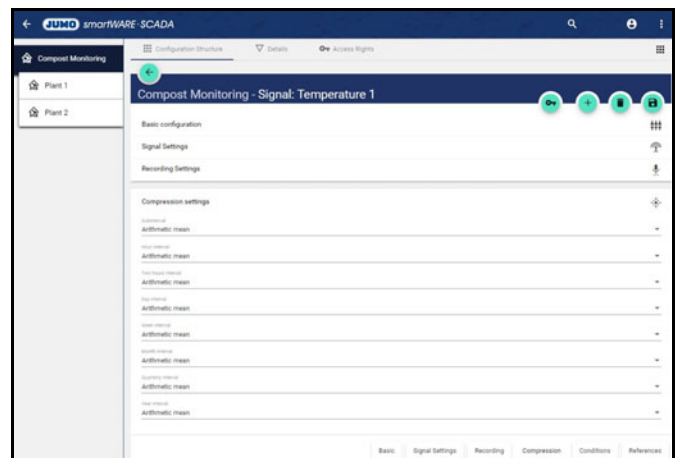 JUMO smartWARE·SCADA
Configuration Structure Details Access Rights
Compost Monitoring
Plant 1
Plant 2
Compost Monitoring - Signal: Temperature 1
Basic configuration
Signal Settings
Recording Settings
Compression settings
Subinterval
Arithmetic mean
Hour interval
Arithmetic mean
Two hours interval
Arithmetic mean
Day interval
Arithmetic mean
Week interval
Arithmetic mean
Month interval
Arithmetic mean
Quarterly interval
Arithmetic mean
Year interval
Arithmetic mean
Basic Signal Settings Recording Compression Conditions References